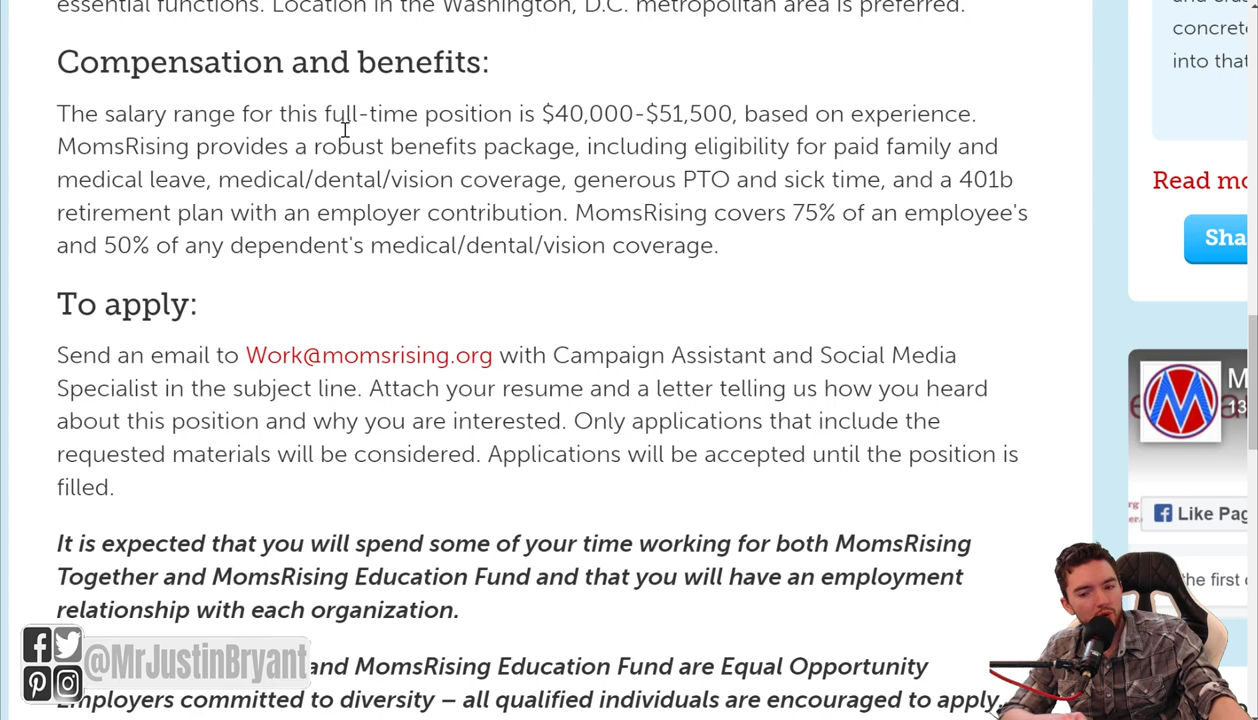 essential functions. Location in the Washington, D.C. metropolitan area is preferred.
Compensation and benefits:
The salary range for this full-time position is $40,000-$51,500, based on experience.
MomsRising provides a robust benefits package, including eligibility for paid family and
medical leave, medical/dental/vision coverage, generous PTO and sick time, and a 401b
retirement plan with an employer contribution. MomsRising covers 75% of an employee's
and 50% of any dependent's medical/dental/vision coverage.
To apply:
Send an email to Work@momsrising.org with Campaign Assistant and Social Media
Specialist in the subject line. Attach your resume and a letter telling us how you heard
about this position and why you are interested. Only applications that include the
requested materials will be considered. Applications will be accepted until the position is
filled.
It is expected that you will spend some of your time working for both MomsRising
Together and MomsRising Education Fund and that you will have an employment
relationship with each organization.
and MomsRising Education Fund are Equal Opportunity
Employers committed to diversity – all qualified individuals are encouraged to apply.
@MrJustinBryant
concrete
into that
Read mo
Sha
M
13
Like Pag
the first